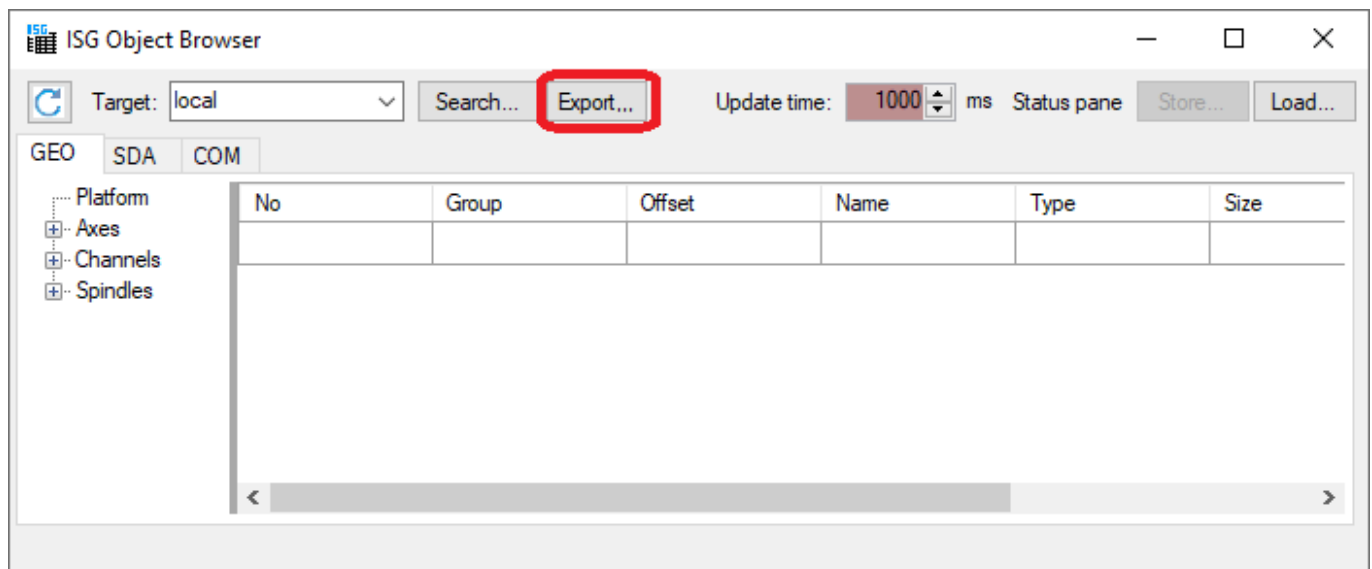 ISG ISG Object Browser
Target: local Search... Export... Update time: 1000 ms Status pane Store... Load...
GEO SDA COM
Platform No Group Offset Name Type Size
Axes
Channels
Spindles